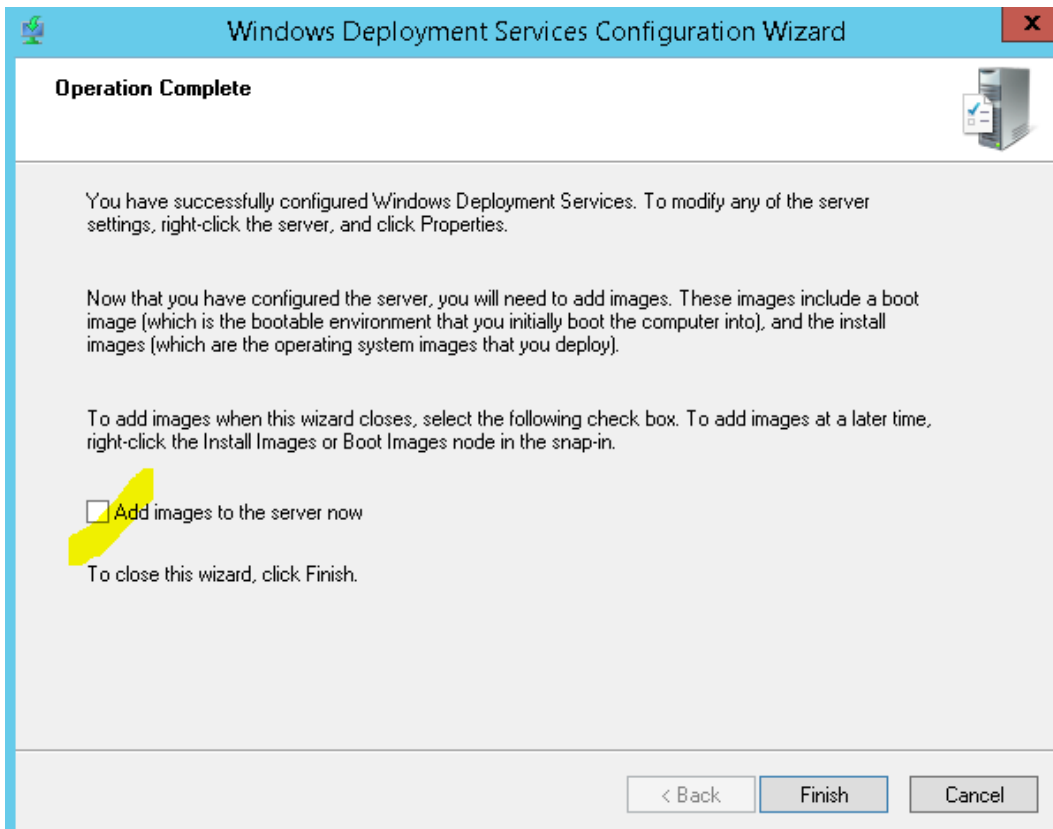 Windows Deployment Services Configuration Wizard
x
Operation Complete
You have successfully configured Windows Deployment Services. To modify any of the server
settings, right-click the server, and click Properties.
Now that you have configured the server, you will need to add images. These images include a boot
image (which is the bootable environment that you initially boot the computer into), and the install
images (which are the operating system images that you deploy).
To add images when this wizard closes, select the following check box. To add images at a later time,
right-click the Install Images or Boot Images node in the snap-in.
Add images to the server now
To close this wizard, click Finish.
< Back Finish Cancel